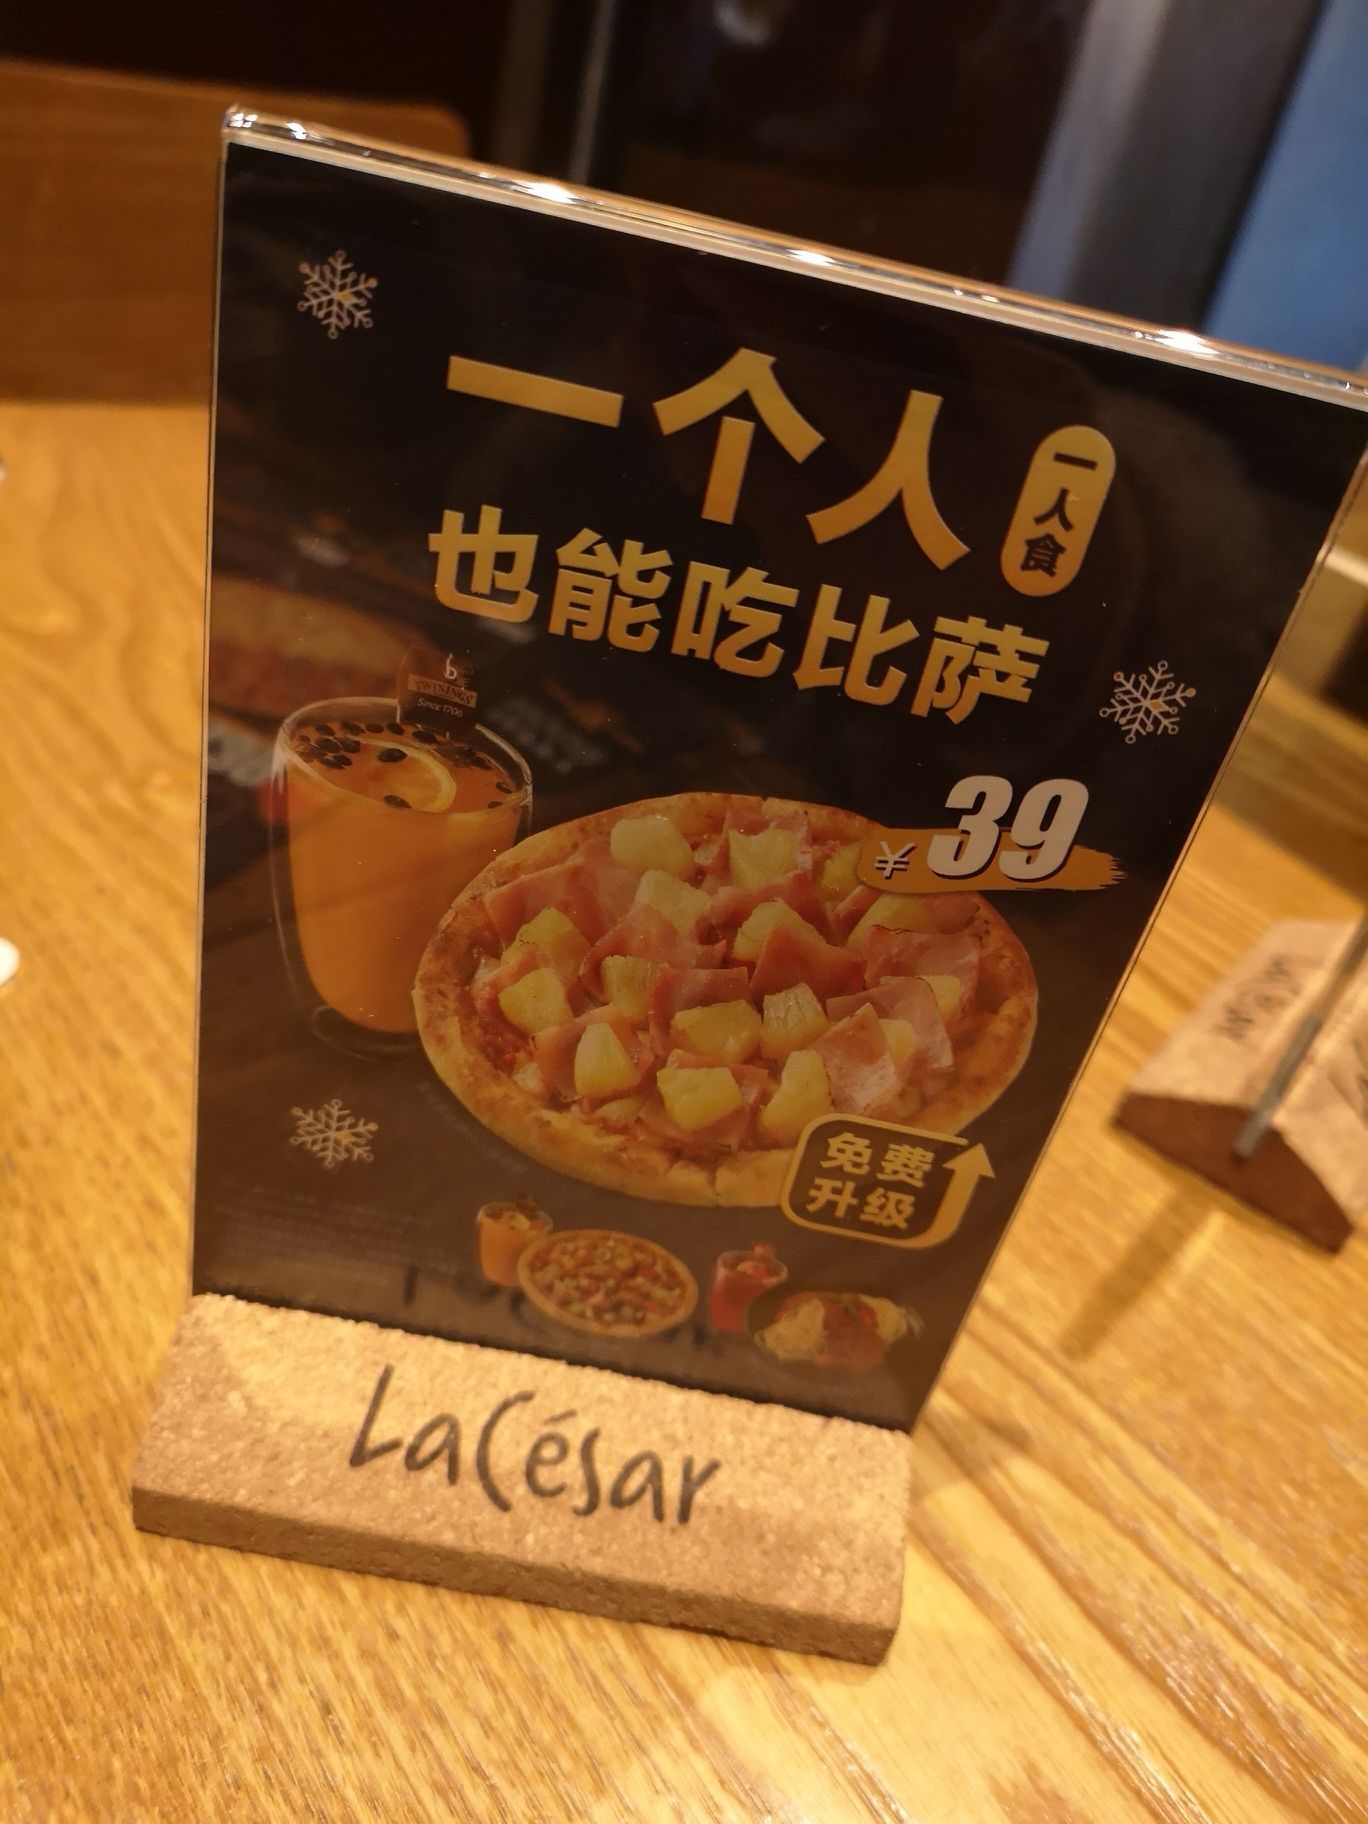 一个人
一人食
也能吃比萨
TWININGS
Since 1706
¥39
免费
升级
LaCésar